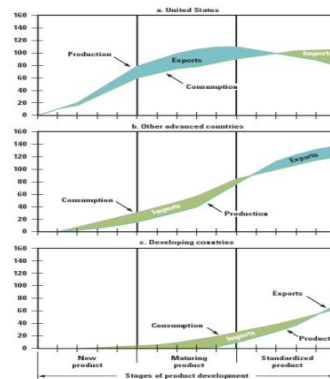 a. United States
160
140
120
100
80
60
40
20
0
Production
Exports
Consumption
Imports
b. Other advanced countries
160
140
120
100
80
60
40
20
0
Consumption
Imports
Production
Exports
c. Developing countries
160
140
120
100
80
60
40
20
0
Consumption
Imports
Exports
New product
Maturing product
Standardized product
Stages of product development